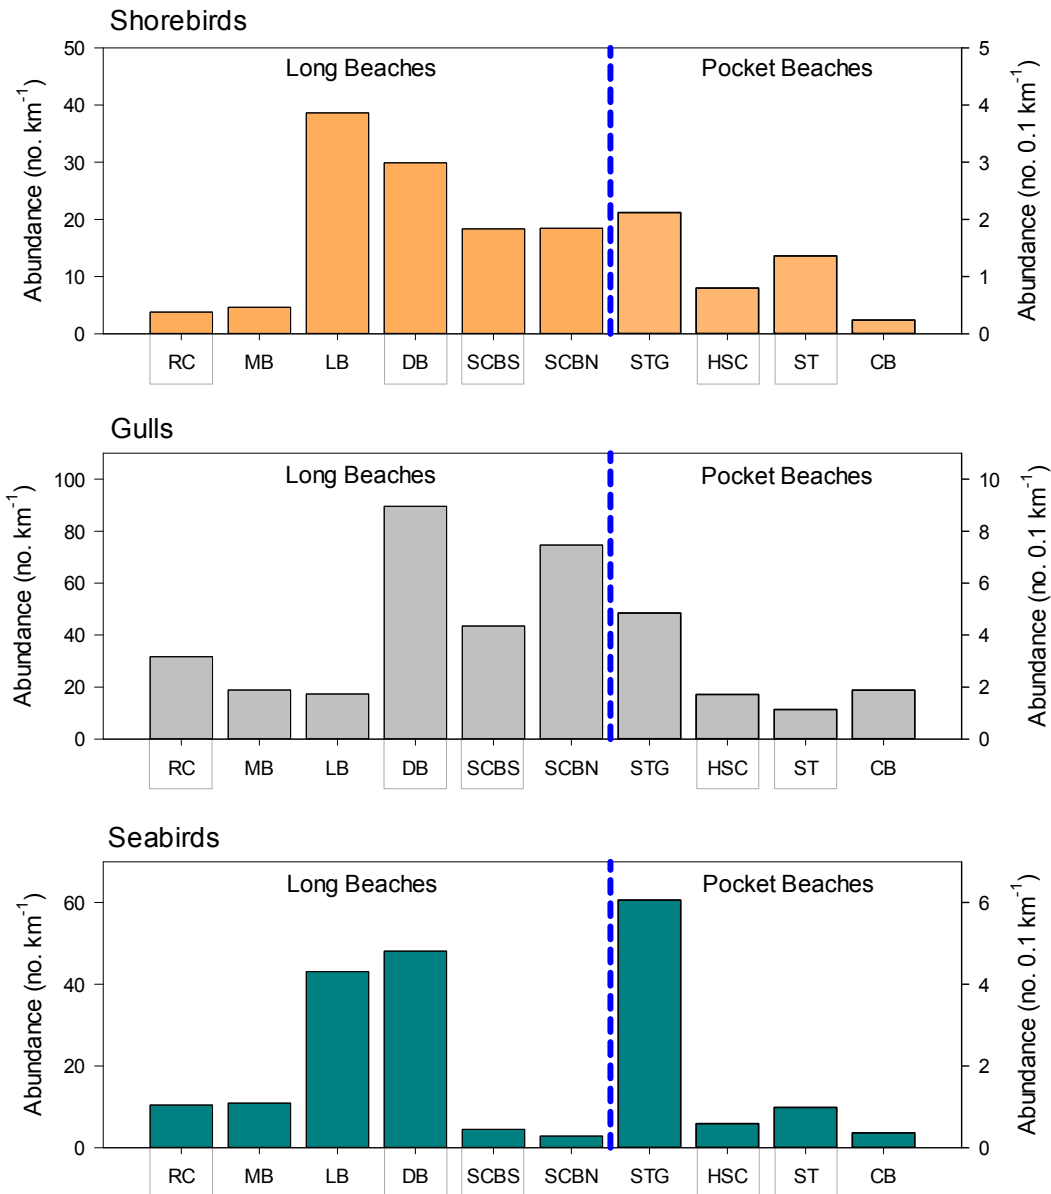 Shorebirds
Long Beaches
Pocket Beaches
Abundance (no. km⁻¹)
50
40
30
20
10
0
Abundance (no. 0.1 km⁻¹)
5
4
3
2
1
0
RC MB LB DB SCBS SCBN STG HSC ST CB
Gulls
Long Beaches
Pocket Beaches
Abundance (no. km⁻¹)
100
80
60
40
20
0
Abundance (no. 0.1 km⁻¹)
10
8
6
4
2
0
RC MB LB DB SCBS SCBN STG HSC ST CB
Seabirds
Long Beaches
Pocket Beaches
Abundance (no. km⁻¹)
60
40
20
0
Abundance (no. 0.1 km⁻¹)
6
4
2
0
RC MB LB DB SCBS SCBN STG HSC ST CB